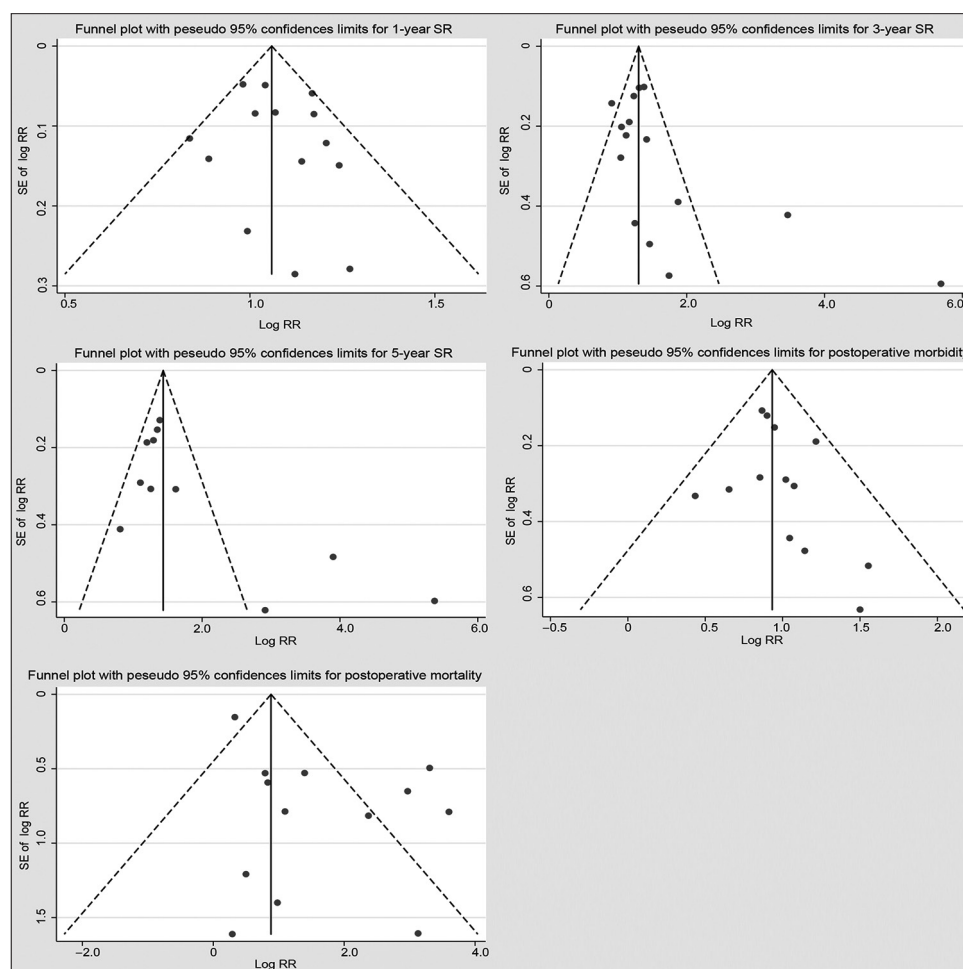 Funnel plot with peseudo 95% confidences limits for 1-year SR
0
0.1
0.2
0.3
SE of log RR
0.5
1.0
1.5
Log RR
Funnel plot with peseudo 95% confidences limits for 3-year SR
0
0.2
0.4
0.6
SE of log RR
0
2.0
4.0
6.0
Log RR
Funnel plot with peseudo 95% confidences limits for 5-year SR
0
0.2
0.4
0.6
SE of log RR
0
2.0
4.0
6.0
Log RR
Funnel plot with peseudo 95% confidences limits for postoperative morbidit
0
0.2
0.4
0.6
SE of log RR
−0.5
0
0.5
1.0
1.5
2.0
Log RR
Funnel plot with peseudo 95% confidences limits for postoperative mortality
0
0.5
1.0
1.5
SE of log RR
−2.0
0
2.0
4.0
Log RR